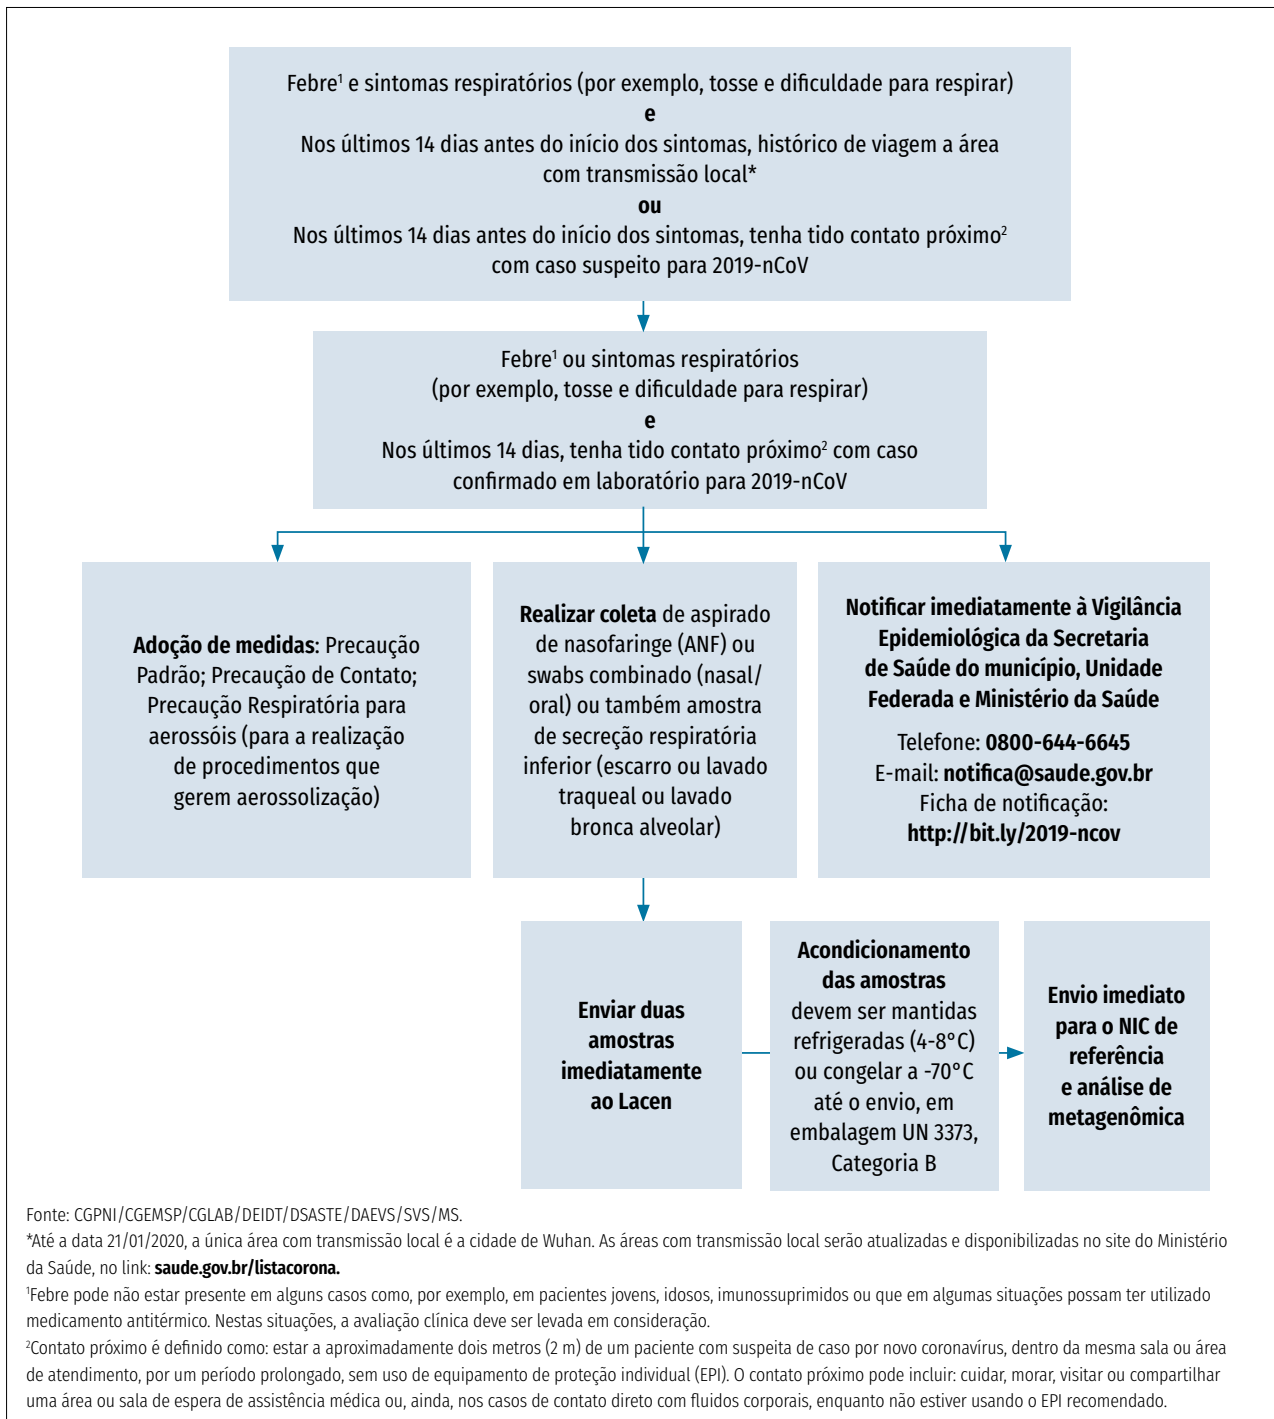 Febre¹ e sintomas respiratórios (por exemplo, tosse e dificuldade para respirar)
e
Nos últimos 14 dias antes do início dos sintomas, histórico de viagem a área
com transmissão local*
ou
Nos últimos 14 dias antes do início dos sintomas, tenha tido contato próximo²
com caso suspeito para 2019-nCoV
Febre¹ ou sintomas respiratórios
(por exemplo, tosse e dificuldade para respirar)
e
Nos últimos 14 dias, tenha tido contato próximo² com caso
confirmado em laboratório para 2019-nCoV
Adoção de medidas: Precaução
Padrão; Precaução de Contato;
Precaução Respiratória para
aerossóis (para a realização
de procedimentos que
gerem aerossolização)
Realizar coleta de aspirado
de nasofaringe (ANF) ou
swabs combinado (nasal/
oral) ou também amostra
de secreção respiratória
inferior (escarro ou lavado
traqueal ou lavado
bronca alveolar)
Notificar imediatamente à Vigilância
Epidemiológica da Secretaria
de Saúde do município, Unidade
Federada e Ministério da Saúde
Telefone: 0800-644-6645
E-mail: notifica@saude.gov.br
Ficha de notificação:
http://bit.ly/2019-ncov
Enviar duas
amostras
imediatamente
ao Lacen
Acondicionamento
das amostras
devem ser mantidas
refrigeradas (4-8°C)
ou congelar a -70°C
até o envio, em
embalagem UN 3373,
Categoria B
Envio imediato
para o NIC de
referência
e análise de
metagenômica
Fonte: CGPNI/CGEMSP/CGLAB/DEIDT/DSASTE/DAEVS/SVS/MS.
*Até a data 21/01/2020, a única área com transmissão local é a cidade de Wuhan. As áreas com transmissão local serão atualizadas e disponibilizadas no site do Ministério
da Saúde, no link: saude.gov.br/listacorona.
¹Febre pode não estar presente em alguns casos como, por exemplo, em pacientes jovens, idosos, imunossuprimidos ou que em algumas situações possam ter utilizado
medicamento antitérmico. Nestas situações, a avaliação clínica deve ser levada em consideração.
²Contato próximo é definido como: estar a aproximadamente dois metros (2 m) de um paciente com suspeita de caso por novo coronavírus, dentro da mesma sala ou área
de atendimento, por um período prolongado, sem uso de equipamento de proteção individual (EPI). O contato próximo pode incluir: cuidar, morar, visitar ou compartilhar
uma área ou sala de espera de assistência médica ou, ainda, nos casos de contato direto com fluidos corporais, enquanto não estiver usando o EPI recomendado.